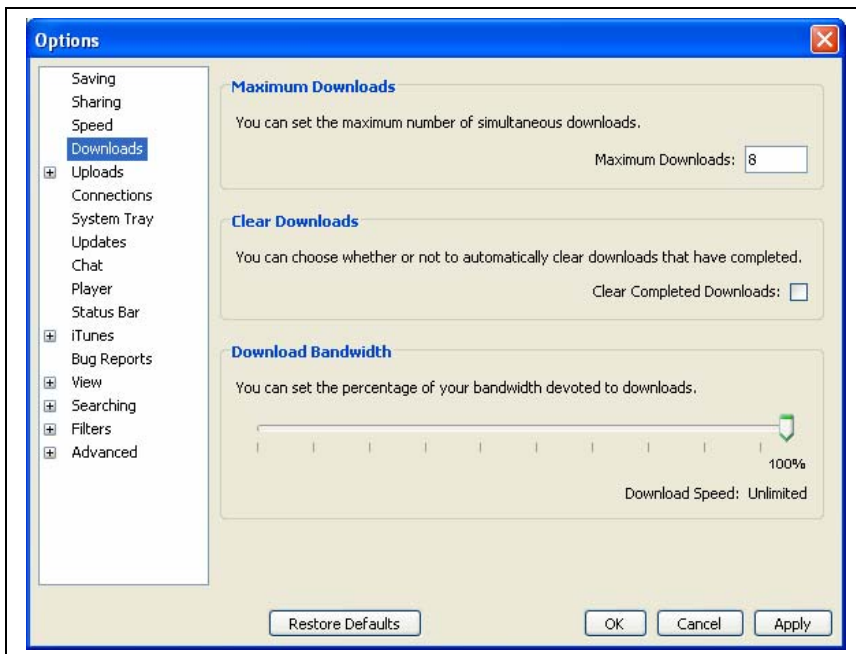 Options
Saving
Sharing
Speed
Downloads
Uploads
Connections
System Tray
Updates
Chat
Player
Status Bar
iTunes
Bug Reports
View
Searching
Filters
Advanced
Maximum Downloads
You can set the maximum number of simultaneous downloads.
Maximum Downloads: 8
Clear Downloads
You can choose whether or not to automatically clear downloads that have completed.
Clear Completed Downloads:
Download Bandwidth
You can set the percentage of your bandwidth devoted to downloads.
100%
Download Speed: Unlimited
Restore Defaults
OK
Cancel
Apply